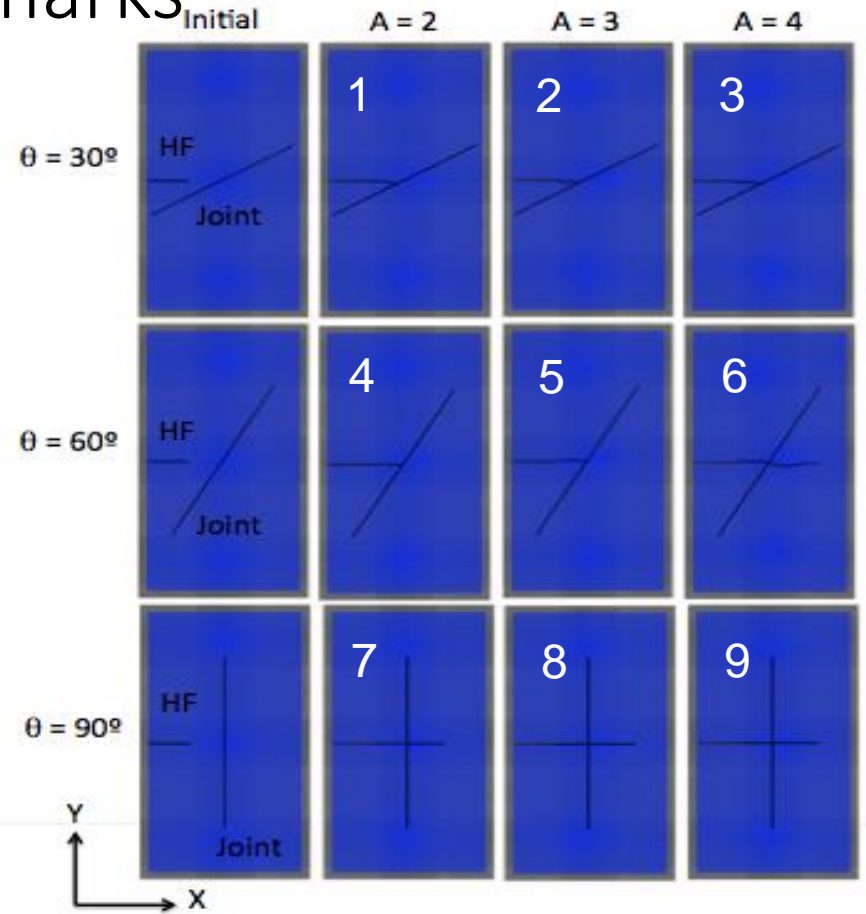 Initial A = 2 A = 3 A = 4
θ = 30º
HF
Joint
1 2 3
θ = 60º
HF
Joint
4 5 6
θ = 90º
HF
Joint
7 8 9
Y
X